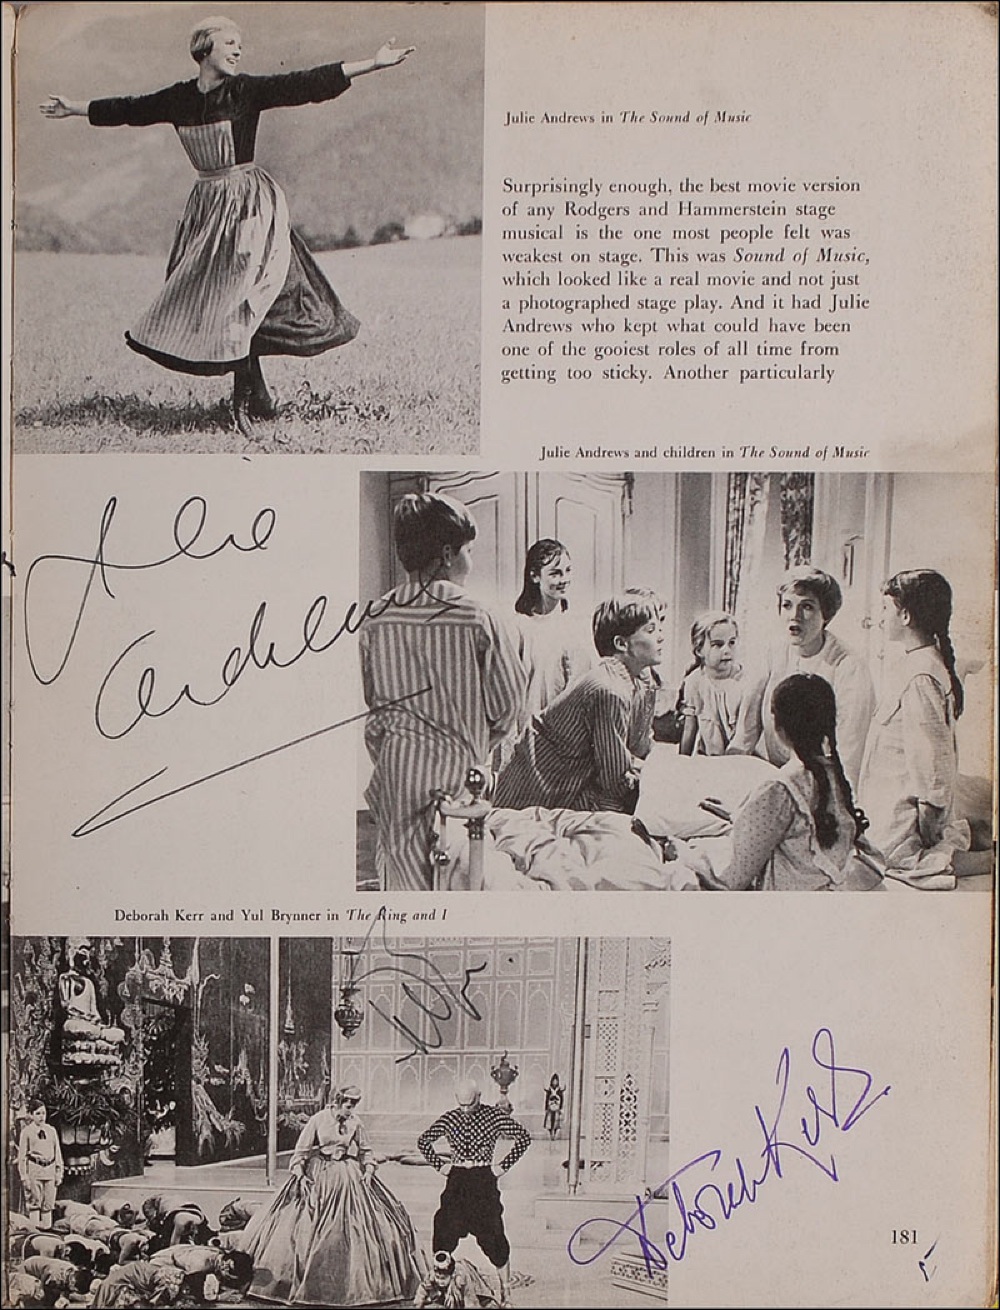 Julie Andrews in The Sound of Music
Surprisingly enough, the best movie version
of any Rodgers and Hammerstein stage
musical is the one most people felt was
weakest on stage. This was Sound of Music,
which looked like a real movie and not just
a photographed stage play. And it had Julie
Andrews who kept what could have been
one of the gooiest roles of all time from
getting too sticky. Another particularly
Julie Andrews and children in The Sound of Music
Julie
Andrews
Deborah Kerr and Yul Brynner in The King and I
Deborah Kerr
181